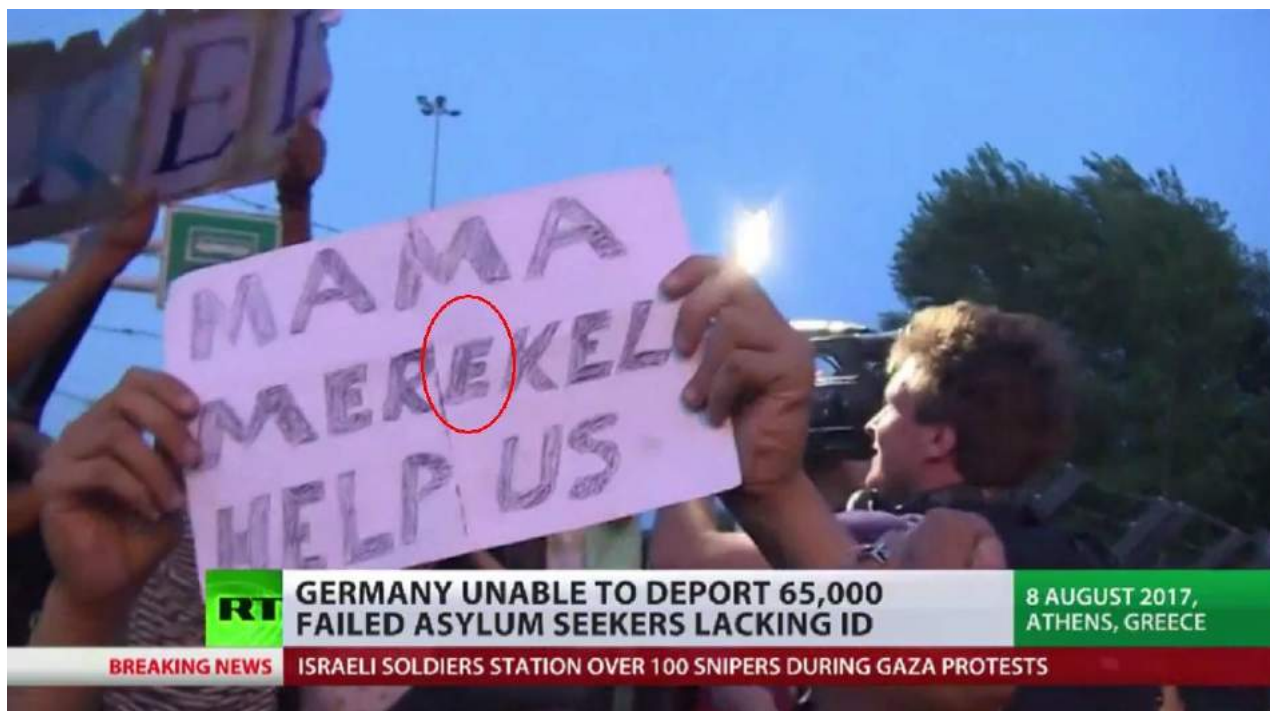 KEL
MAMA
MEREKEL
HELP US
RT
GERMANY UNABLE TO DEPORT 65,000
FAILED ASYLUM SEEKERS LACKING ID
8 AUGUST 2017,
ATHENS, GREECE
BREAKING NEWS
ISRAELI SOLDIERS STATION OVER 100 SNIPERS DURING GAZA PROTESTS